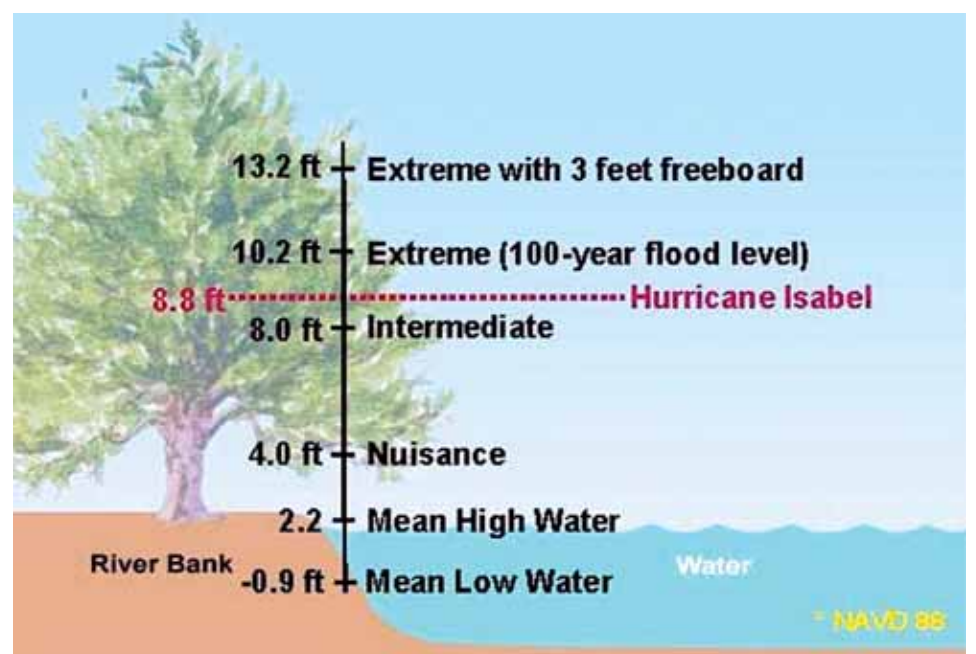 13.2 ft Extreme with 3 feet freeboard
10.2 ft Extreme (100-year flood level)
8.8 ft Hurricane Isabel
8.0 ft Intermediate
4.0 ft Nuisance
2.2 Mean High Water
River Bank
Water
-0.9 ft Mean Low Water
* NAVD 88